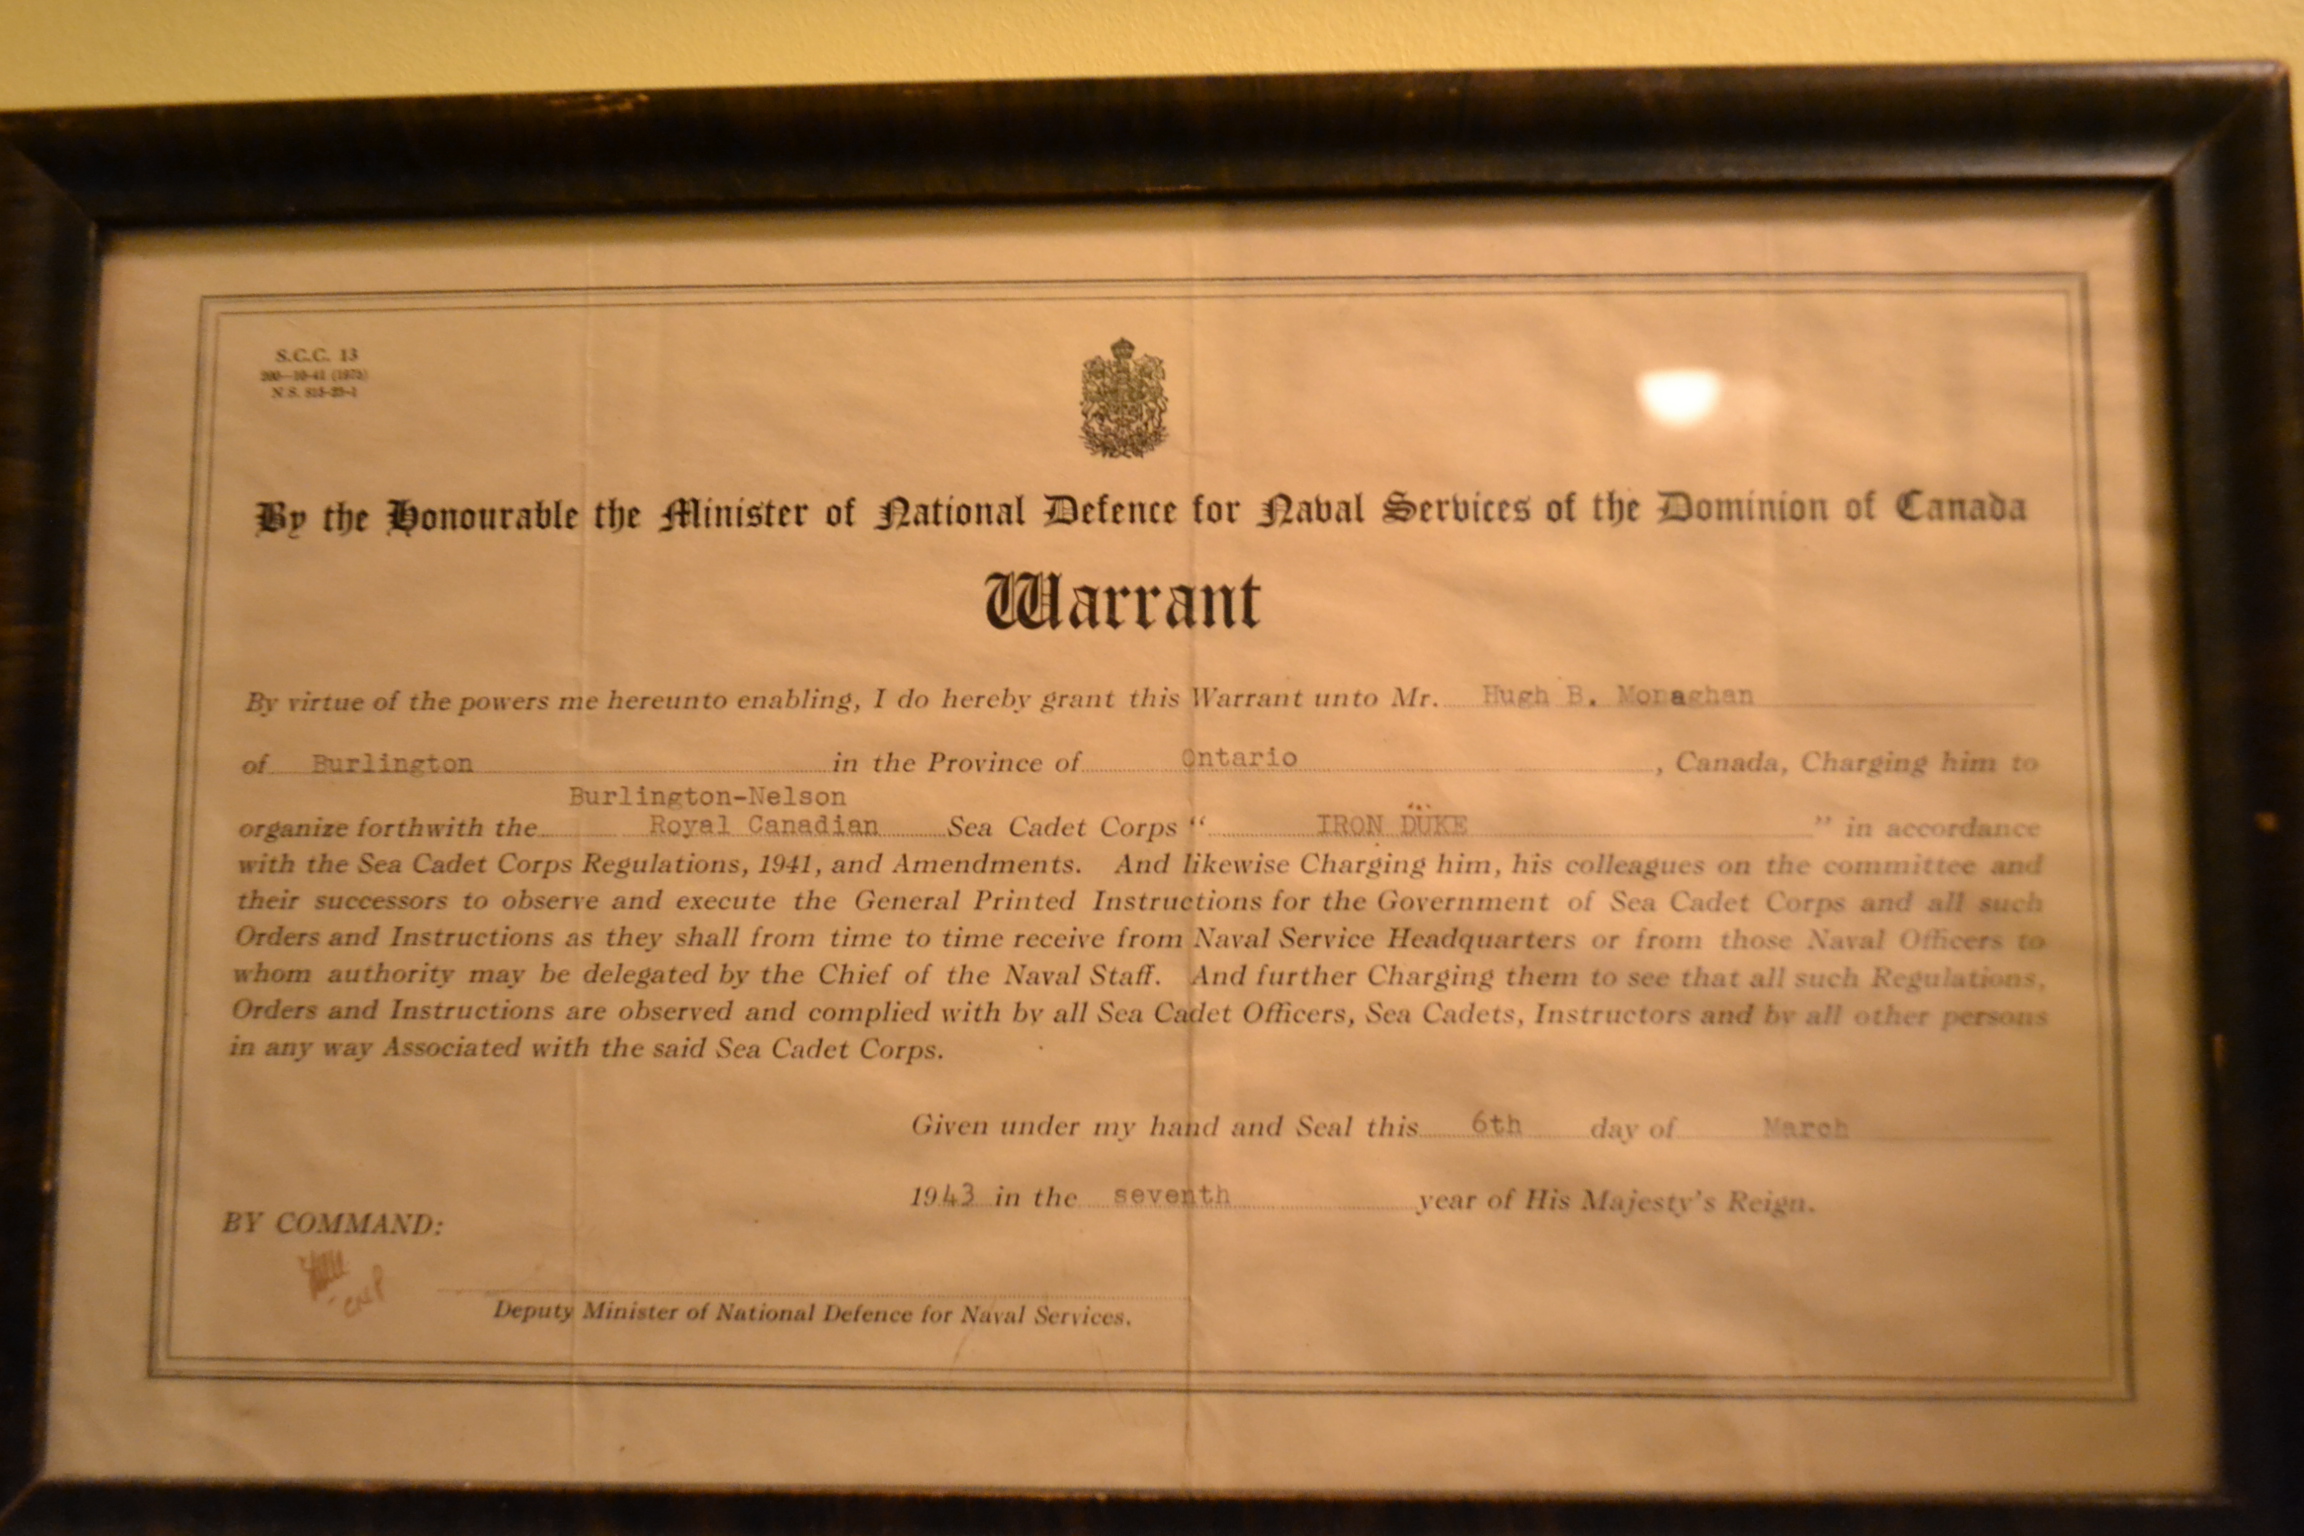 S.C.C. 13
200—10-41 (1975)
N.S. 815-25-1
By the Honourable the Minister of National Defence for Naval Services of the Dominion of Canada
Warrant
By virtue of the powers me hereunto enabling, I do hereby grant this Warrant unto Mr. Hugh B. Monaghan
of Burlington in the Province of Ontario, Canada, Charging him to
Burlington-Nelson
organize forthwith the Royal Canadian Sea Cadet Corps “ IRON DUKE ” in accordance
with the Sea Cadet Corps Regulations, 1941, and Amendments. And likewise Charging him, his colleagues on the committee and
their successors to observe and execute the General Printed Instructions for the Government of Sea Cadet Corps and all such
Orders and Instructions as they shall from time to time receive from Naval Service Headquarters or from those Naval Officers to
whom authority may be delegated by the Chief of the Naval Staff. And further Charging them to see that all such Regulations,
Orders and Instructions are observed and complied with by all Sea Cadet Officers, Sea Cadets, Instructors and by all other persons
in any way Associated with the said Sea Cadet Corps.
Given under my hand and Seal this 6th day of March
1943 in the seventh year of His Majesty's Reign.
BY COMMAND:
Deputy Minister of National Defence for Naval Services.